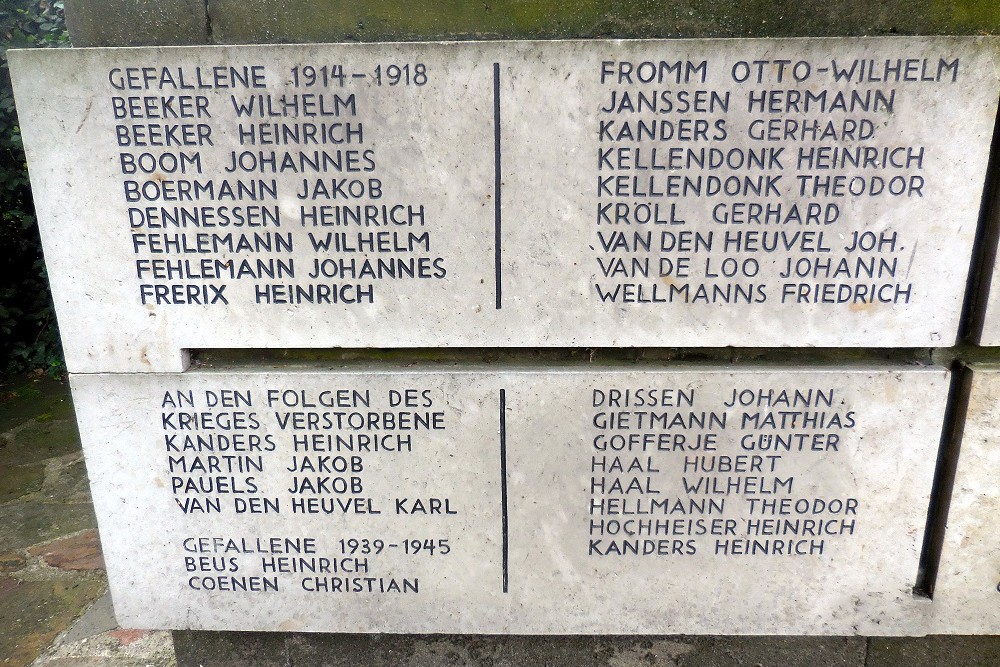 GEFALLENE 1914-1918
BEEKER WILHELM
BEEKER HEINRICH
BOOM JOHANNES
BOERMANN JAKOB
DENNESSEN HEINRICH
FEHLEMANN WILHELM
FEHLEMANN JOHANNES
FRERIX HEINRICH
FROMM OTTO-WILHELM
JANSSEN HERMANN
KANDERS GERHARD
KELLENDONK HEINRICH
KELLENDONK THEODOR
KRÖLL GERHARD
VAN DEN HEUVEL JOH.
VAN DE LOO JOHANN
WELLMANNS FRIEDRICH
AN DEN FOLGEN DES
KRIEGES VERSTORBENE
KANDERS HEINRICH
MARTIN JAKOB
PAUELS JAKOB
VAN DEN HEUVEL KARL
GEFALLENE 1939-1945
BEUS HEINRICH
COENEN CHRISTIAN
DRISSEN JOHANN
GIETMANN MATTHIAS
GOFFERJE GÜNTER
HAAL HUBERT
HAAL WILHELM
HELLMANN THEODOR
HOCHHEISER HEINRICH
KANDERS HEINRICH